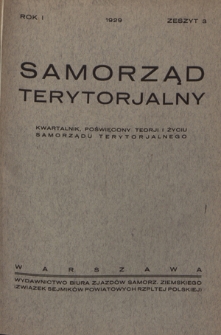 ROK I 1929 ZESZYT 3
SAMORZĄD
TERYTORJALNY
KWARTALNIK, POŚWIĘCONY TEORJI I ŻYCIU
SAMORZĄDU TERYTORJALNEGO
WARSZAWA
WYDAWNICTWO BIURA ZJAZDÓW SAMORZ. ZIEMSKIEGO
(ZWIĄZEK SEJMIKÓW POWIATOWYCH RZPLTEJ POLSKIEJ)